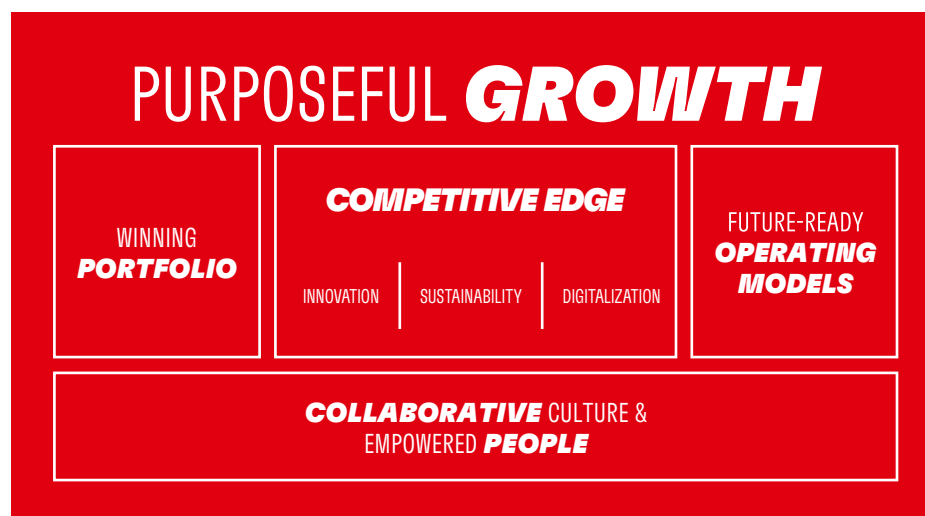 PURPOSEFUL GROWTH
WINNING
PORTFOLIO
COMPETITIVE EDGE
INNOVATION
SUSTAINABILITY
DIGITALIZATION
FUTURE-READY
OPERATING
MODELS
COLLABORATIVE CULTURE &
EMPOWERED PEOPLE